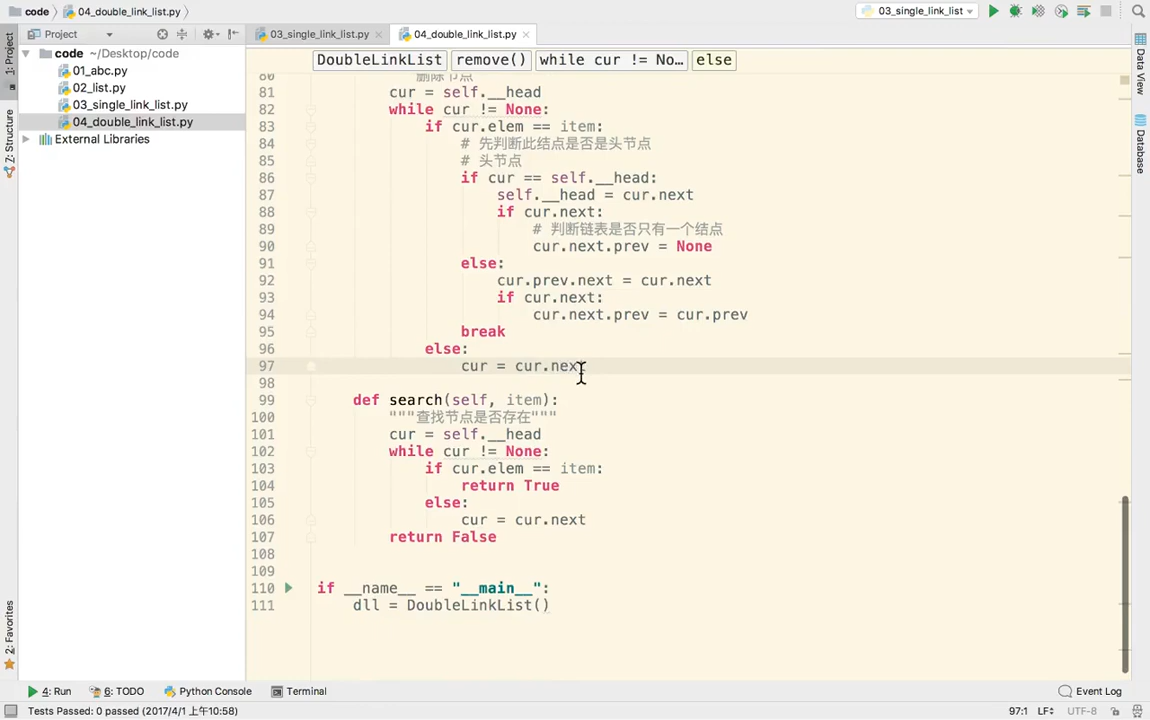 code 04_double_link_list.py 03_single_link_list
Project 03_single_link_list.py 04_double_link_list.py
code ~/Desktop/code
01_abc.py
02_list.py
03_single_link_list.py
04_double_link_list.py
External Libraries
1: Project
7: Structure
2: Favorites
Data View
Database
DoubleLinkList remove() while cur != No... else
80 """删除节点
81 cur = self.__head
82 while cur != None:
83 if cur.elem == item:
84 # 先判断此结点是否是头节点
85 # 头节点
86 if cur == self.__head:
87 self.__head = cur.next
88 if cur.next:
89 # 判断链表是否只有一个结点
90 cur.next.prev = None
91 else:
92 cur.prev.next = cur.next
93 if cur.next:
94 cur.next.prev = cur.prev
95 break
96 else:
97 cur = cur.next
98
99 def search(self, item):
100 """查找节点是否存在"""
101 cur = self.__head
102 while cur != None:
103 if cur.elem == item:
104 return True
105 else:
106 cur = cur.next
107 return False
108
109
110 if __name__ == "__main__":
111 dll = DoubleLinkList()
4: Run 6: TODO Python Console Terminal Event Log
Tests Passed: 0 passed (2017/4/1 上午10:58) 97:1 LF UTF-8